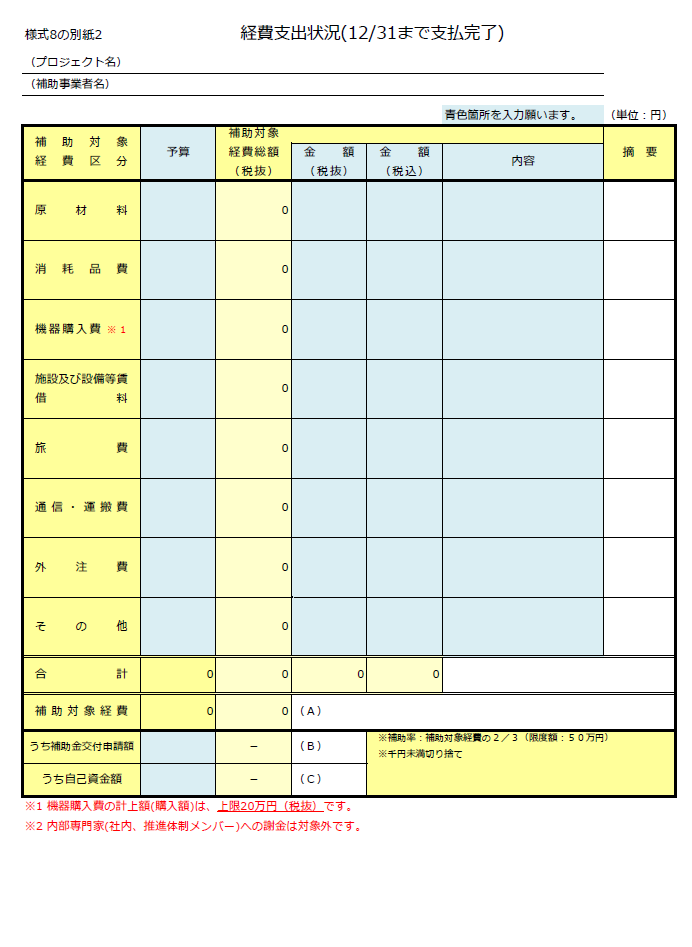 様式8の別紙2
経費支出状況(12/31まで支払完了)
（プロジェクト名）
（補助事業者名）
青色箇所を入力願います。
（単位：円）
補助対象
経費区分
予算
補助対象
経費総額
（税抜）
金額
（税抜）
金額
（税込）
内容
摘要
原材料
0
消耗品費
0
機器購入費 ※1
0
施設及び設備等賃
借料
0
旅費
0
通信・運搬費
0
外注費
0
その他
0
合計
0
0
0
0
補助対象経費
0
0
（A）
うち補助金交付申請額
－
（B）
※補助率：補助対象経費の２／３（限度額：５０万円）
※千円未満切り捨て
うち自己資金額
－
（C）
※1 機器購入費の計上額(購入額)は、上限20万円（税抜）です。
※2 内部専門家(社内、推進体制メンバー)への謝金は対象外です。